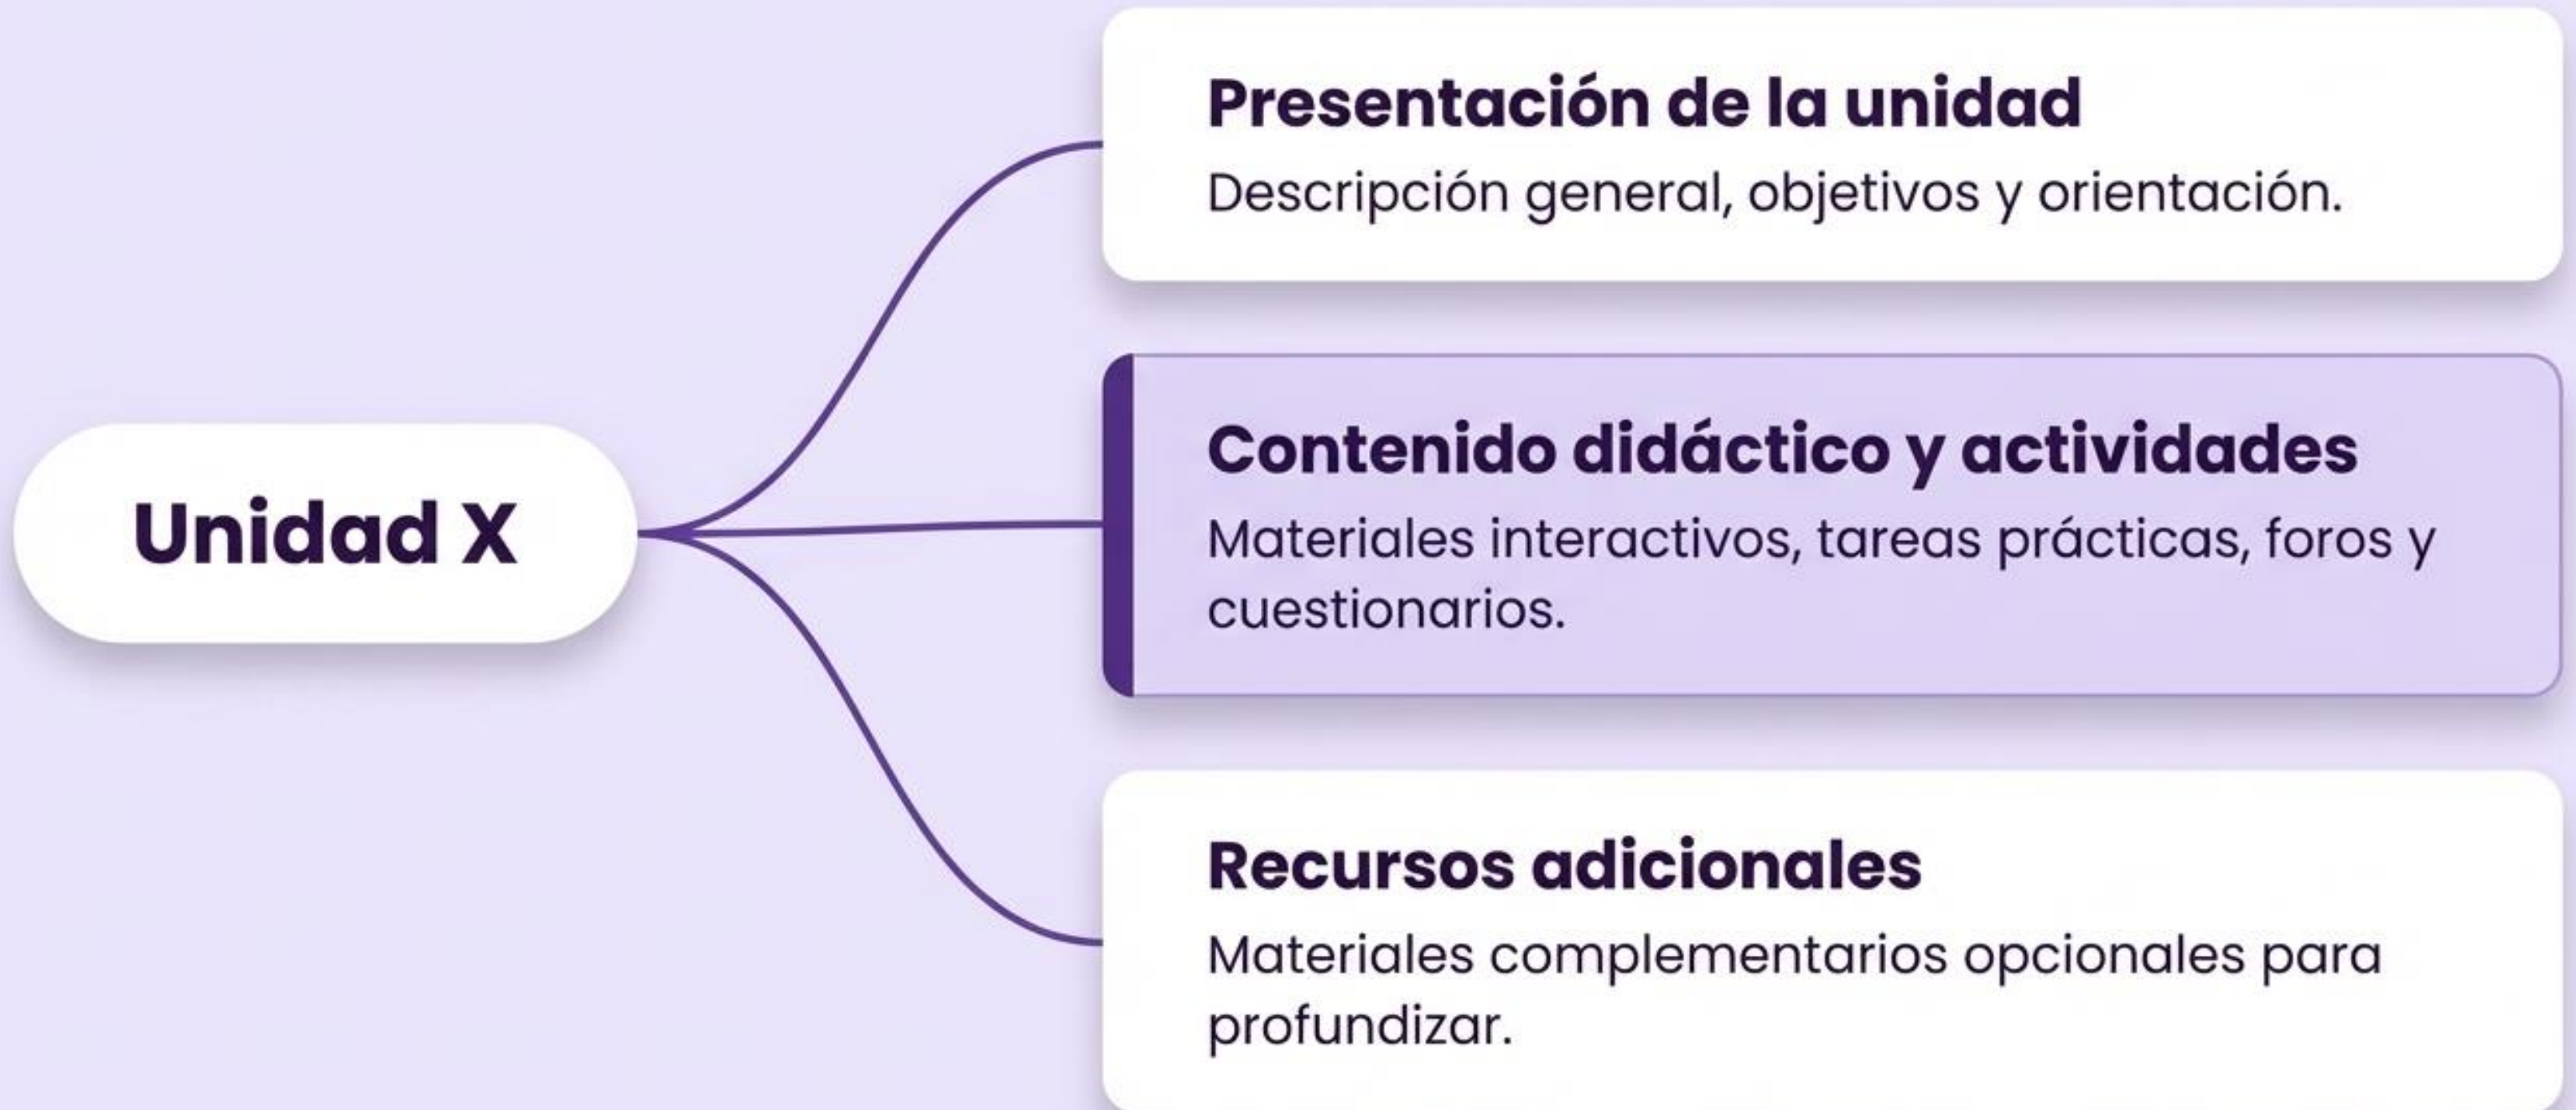 Unidad X
Presentación de la unidad
Descripción general, objetivos y orientación.
Contenido didáctico y actividades
Materiales interactivos, tareas prácticas, foros y
cuestionarios.
Recursos adicionales
Materiales complementarios opcionales para
profundizar.